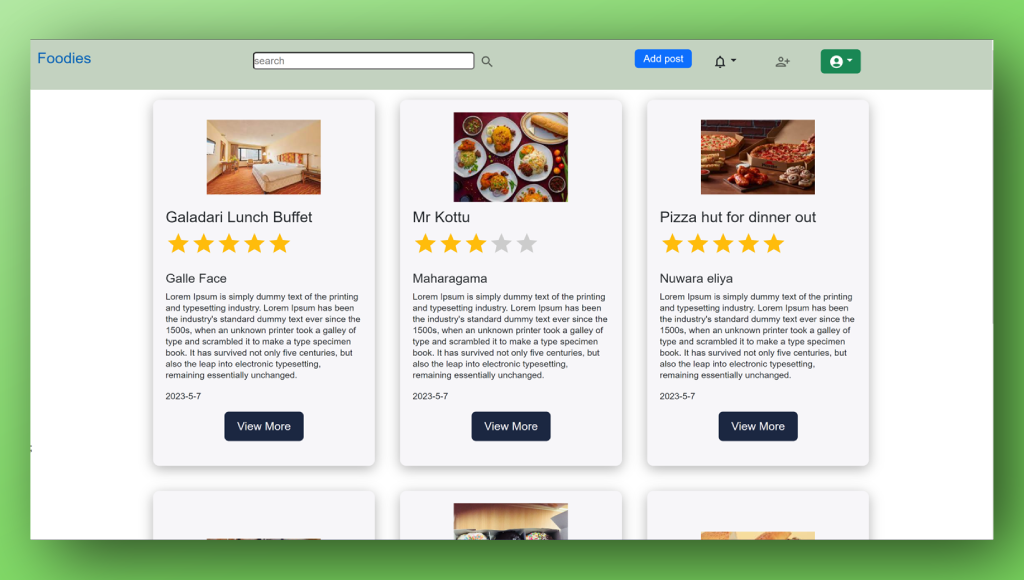 Foodies
search
Add post
Galadari Lunch Buffet
Galle Face
Lorem Ipsum is simply dummy text of the printing
and typesetting industry. Lorem Ipsum has been
the industry's standard dummy text ever since the
1500s, when an unknown printer took a galley of
type and scrambled it to make a type specimen
book. It has survived not only five centuries, but
also the leap into electronic typesetting,
remaining essentially unchanged.
2023-5-7
View More
Mr Kottu
Maharagama
Lorem Ipsum is simply dummy text of the printing
and typesetting industry. Lorem Ipsum has been
the industry's standard dummy text ever since the
1500s, when an unknown printer took a galley of
type and scrambled it to make a type specimen
book. It has survived not only five centuries, but
also the leap into electronic typesetting,
remaining essentially unchanged.
2023-5-7
View More
Pizza hut for dinner out
Nuwara eliya
Lorem Ipsum is simply dummy text of the printing
and typesetting industry. Lorem Ipsum has been
the industry's standard dummy text ever since the
1500s, when an unknown printer took a galley of
type and scrambled it to make a type specimen
book. It has survived not only five centuries, but
also the leap into electronic typesetting,
remaining essentially unchanged.
2023-5-7
View More
;